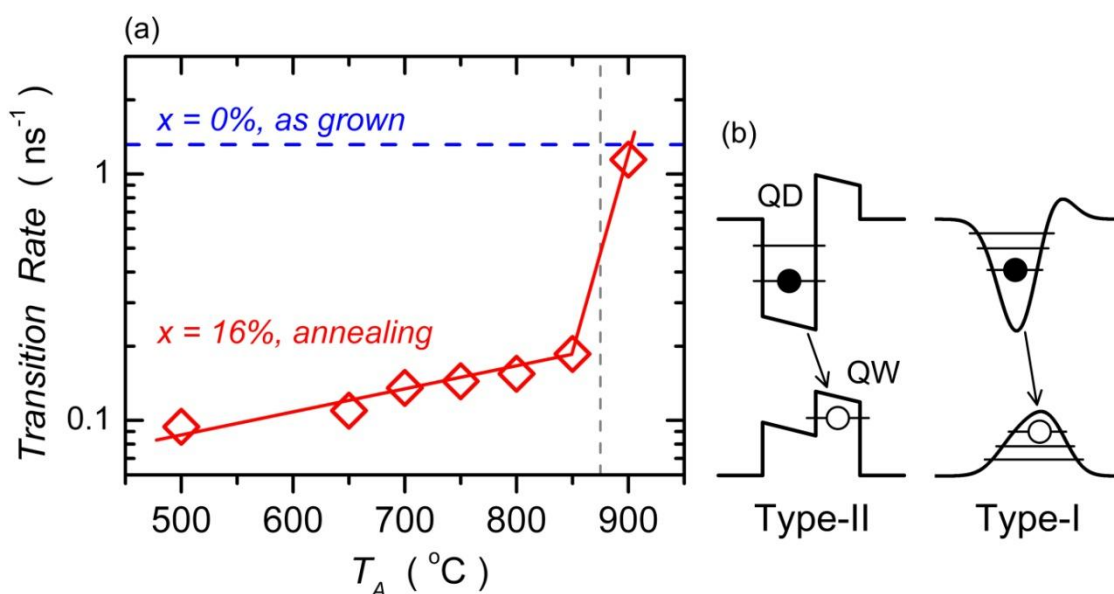 (a)
Transition Rate ( ns⁻¹ )
1
0.1
x = 0%, as grown
x = 16%, annealing
500 600 700 800 900
T_A ( °C )
(b)
QD
QW
Type-II Type-I